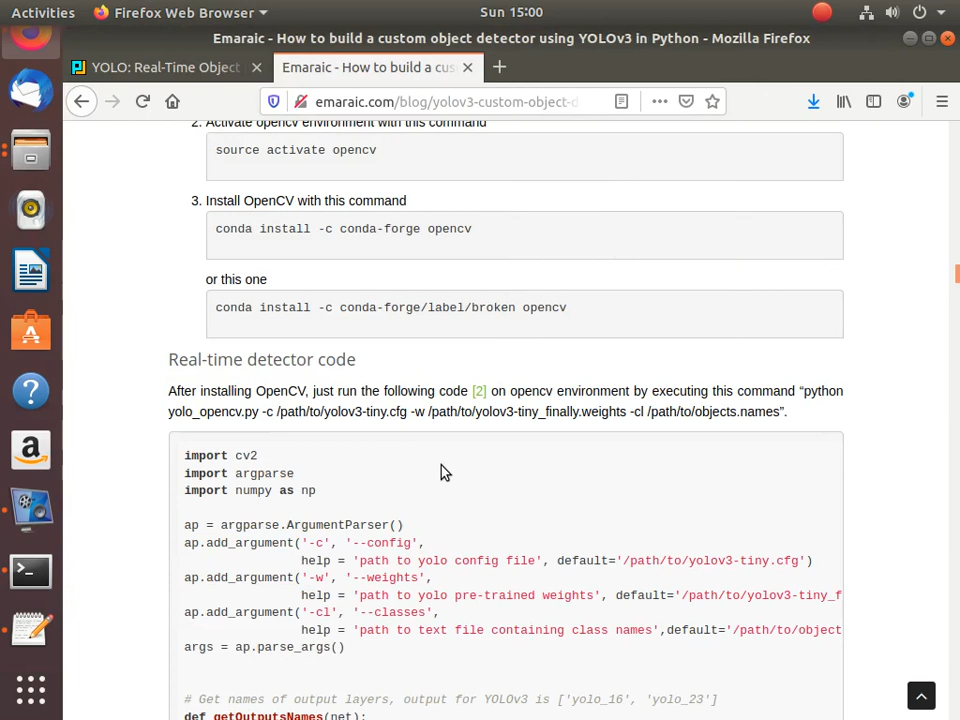 Activities Firefox Web Browser Sun 15:00
Emaraic - How to build a custom object detector using YOLOv3 in Python - Mozilla Firefox
YOLO: Real-Time Object Emaraic - How to build a cus
emaraic.com/blog/yolov3-custom-object-d
2. Activate opencv environment with this command
source activate opencv
3. Install OpenCV with this command
conda install -c conda-forge opencv
or this one
conda install -c conda-forge/label/broken opencv
Real-time detector code
After installing OpenCV, just run the following code [2] on opencv environment by executing this command “python
yolo_opencv.py -c /path/to/yolov3-tiny.cfg -w /path/to/yolov3-tiny_finally.weights -cl /path/to/objects.names”.
import cv2
import argparse
import numpy as np
ap = argparse.ArgumentParser()
ap.add_argument('-c', '--config',
help = 'path to yolo config file', default='/path/to/yolov3-tiny.cfg')
ap.add_argument('-w', '--weights',
help = 'path to yolo pre-trained weights', default='/path/to/yolov3-tiny_f
ap.add_argument('-cl', '--classes',
help = 'path to text file containing class names',default='/path/to/object
args = ap.parse_args()
# Get names of output layers, output for YOLOv3 is ['yolo_16', 'yolo_23']
def getOutputsNames(net):